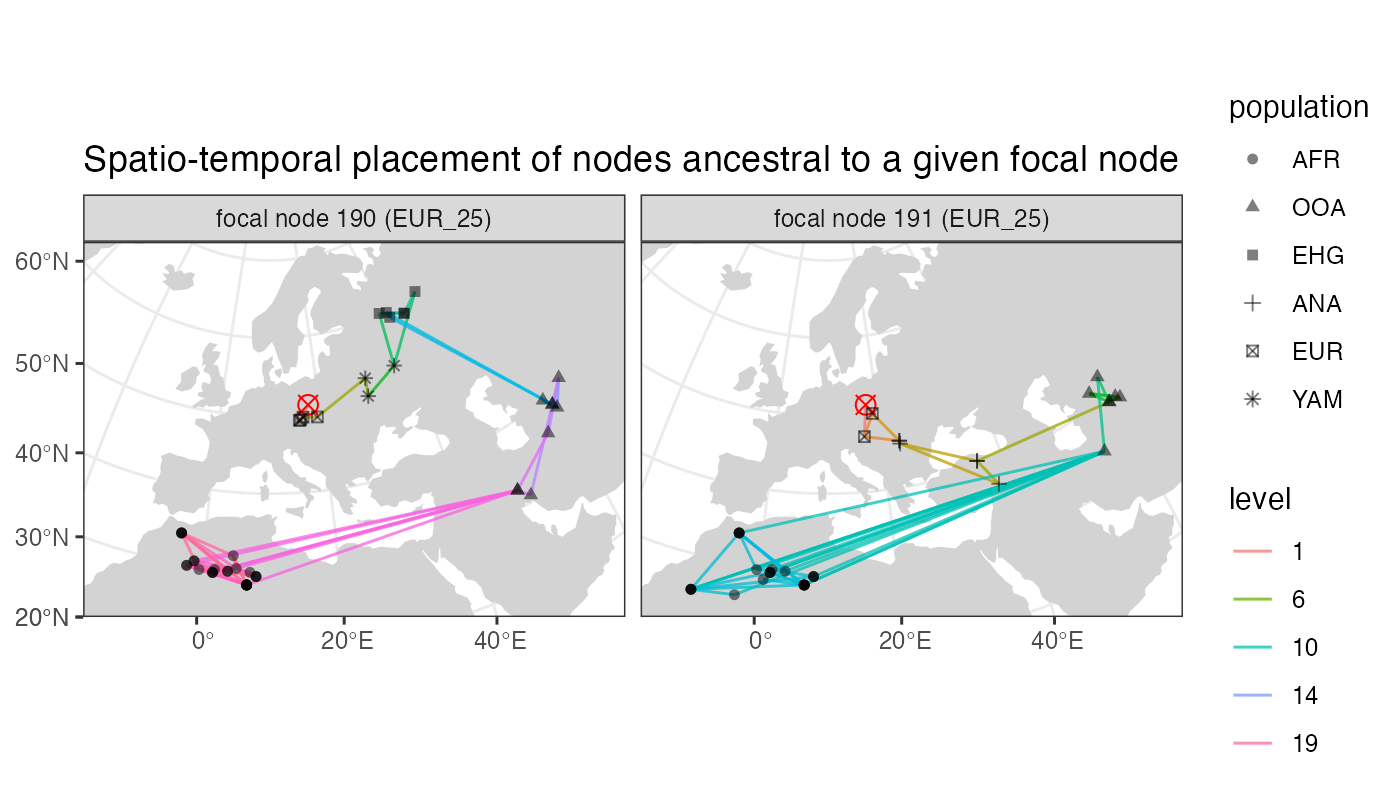 Spatio-temporal placement of nodes ancestral to a given focal node
focal node 190 (EUR_25)
focal node 191 (EUR_25)
60°N
50°N
40°N
30°N
20°N
0°
20°E
40°E
0°
20°E
40°E
population
AFR
OOA
EHG
ANA
EUR
YAM
level
1
6
10
14
19